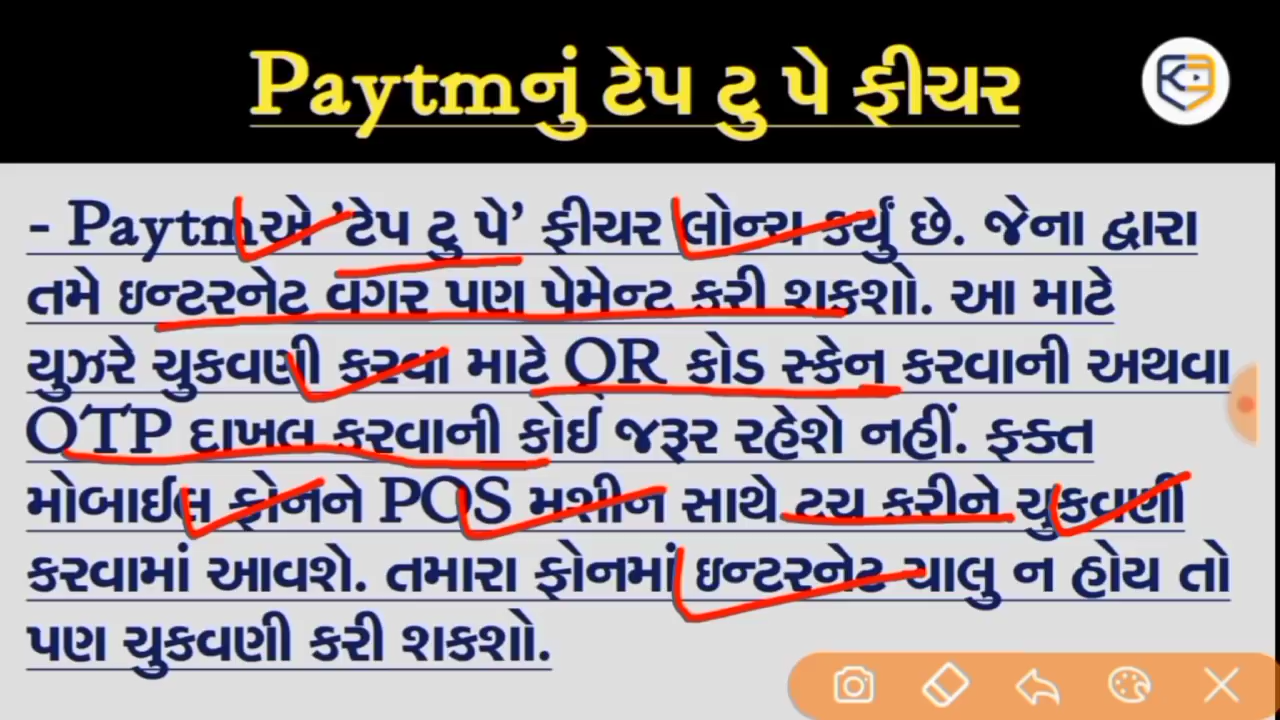 Paytmનું ટેપ ટુ પે ફીચર
- Paytmએ 'ટેપ ટુ પે' ફીચર લોન્ચ કર્યું છે. જેના દ્વારા
તમે ઇન્ટરનેટ વગર પણ પેમેન્ટ કરી શકશો. આ માટે
યુઝરે ચુકવણી કરવા માટે QR કોડ સ્કેન કરવાની અથવા
OTP દાખલ કરવાની કોઈ જરૂર રહેશે નહીં. ફક્ત
મોબાઈલ ફોનને POS મશીન સાથે ટચ કરીને ચુકવણી
કરવામાં આવશે. તમારા ફોનમાં ઇન્ટરનેટ ચાલુ ન હોય તો
પણ ચુકવણી કરી શકશો.